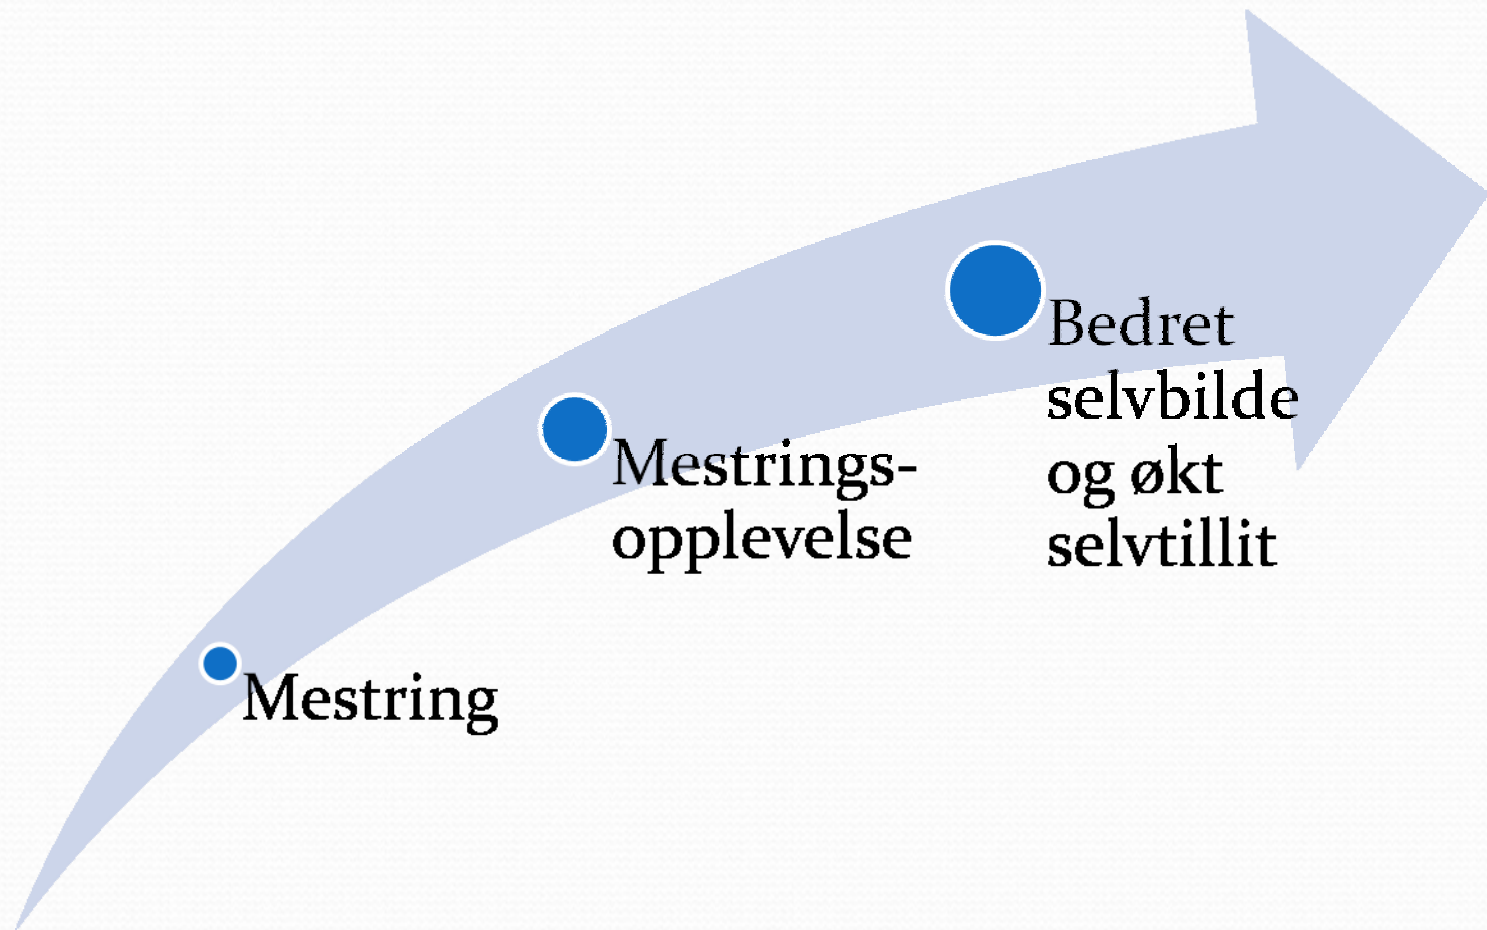 Mestring
Mestrings-
opplevelse
Bedret
selvbilde
og økt
selvtillit